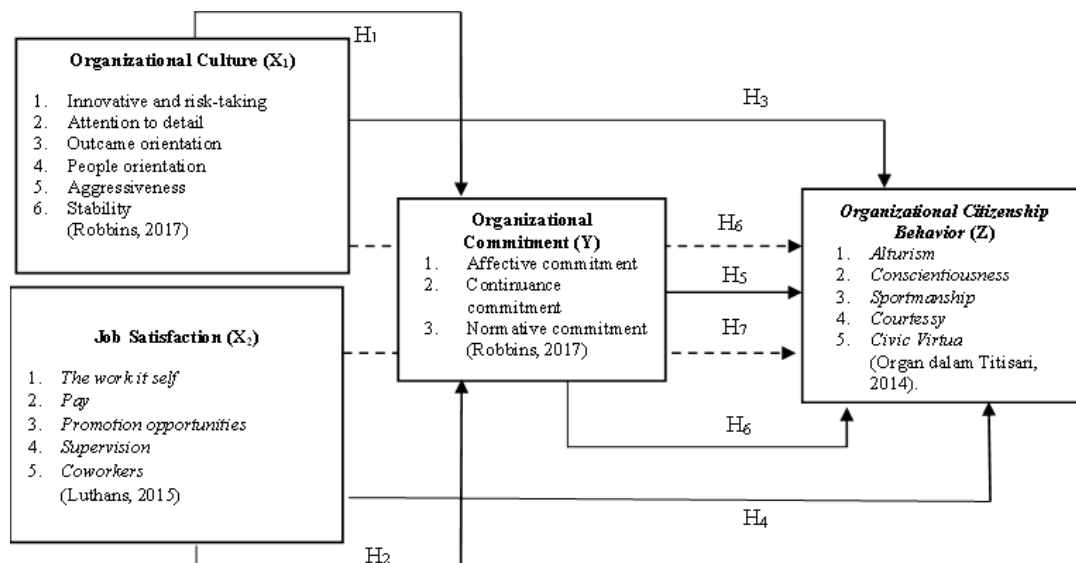 H1
Organizational Culture (X1)
1. Innovative and risk-taking
2. Attention to detail
3. Outcome orientation
4. People orientation
5. Aggressiveness
6. Stability
(Robbins, 2017)
H3
Organizational
Commitment (Y)
1. Affective commitment
2. Continuance
commitment
3. Normative commitment
(Robbins, 2017)
H6
H5
H7
H6
Organizational Citizenship
Behavior (Z)
1. Alturism
2. Conscientiousness
3. Sportmanship
4. Courtessy
5. Civic Virtua
(Organ dalam Titisari,
2014).
Job Satisfaction (X2)
1. The work it self
2. Pay
3. Promotion opportunities
4. Supervision
5. Coworkers
(Luthans, 2015)
H4
H2